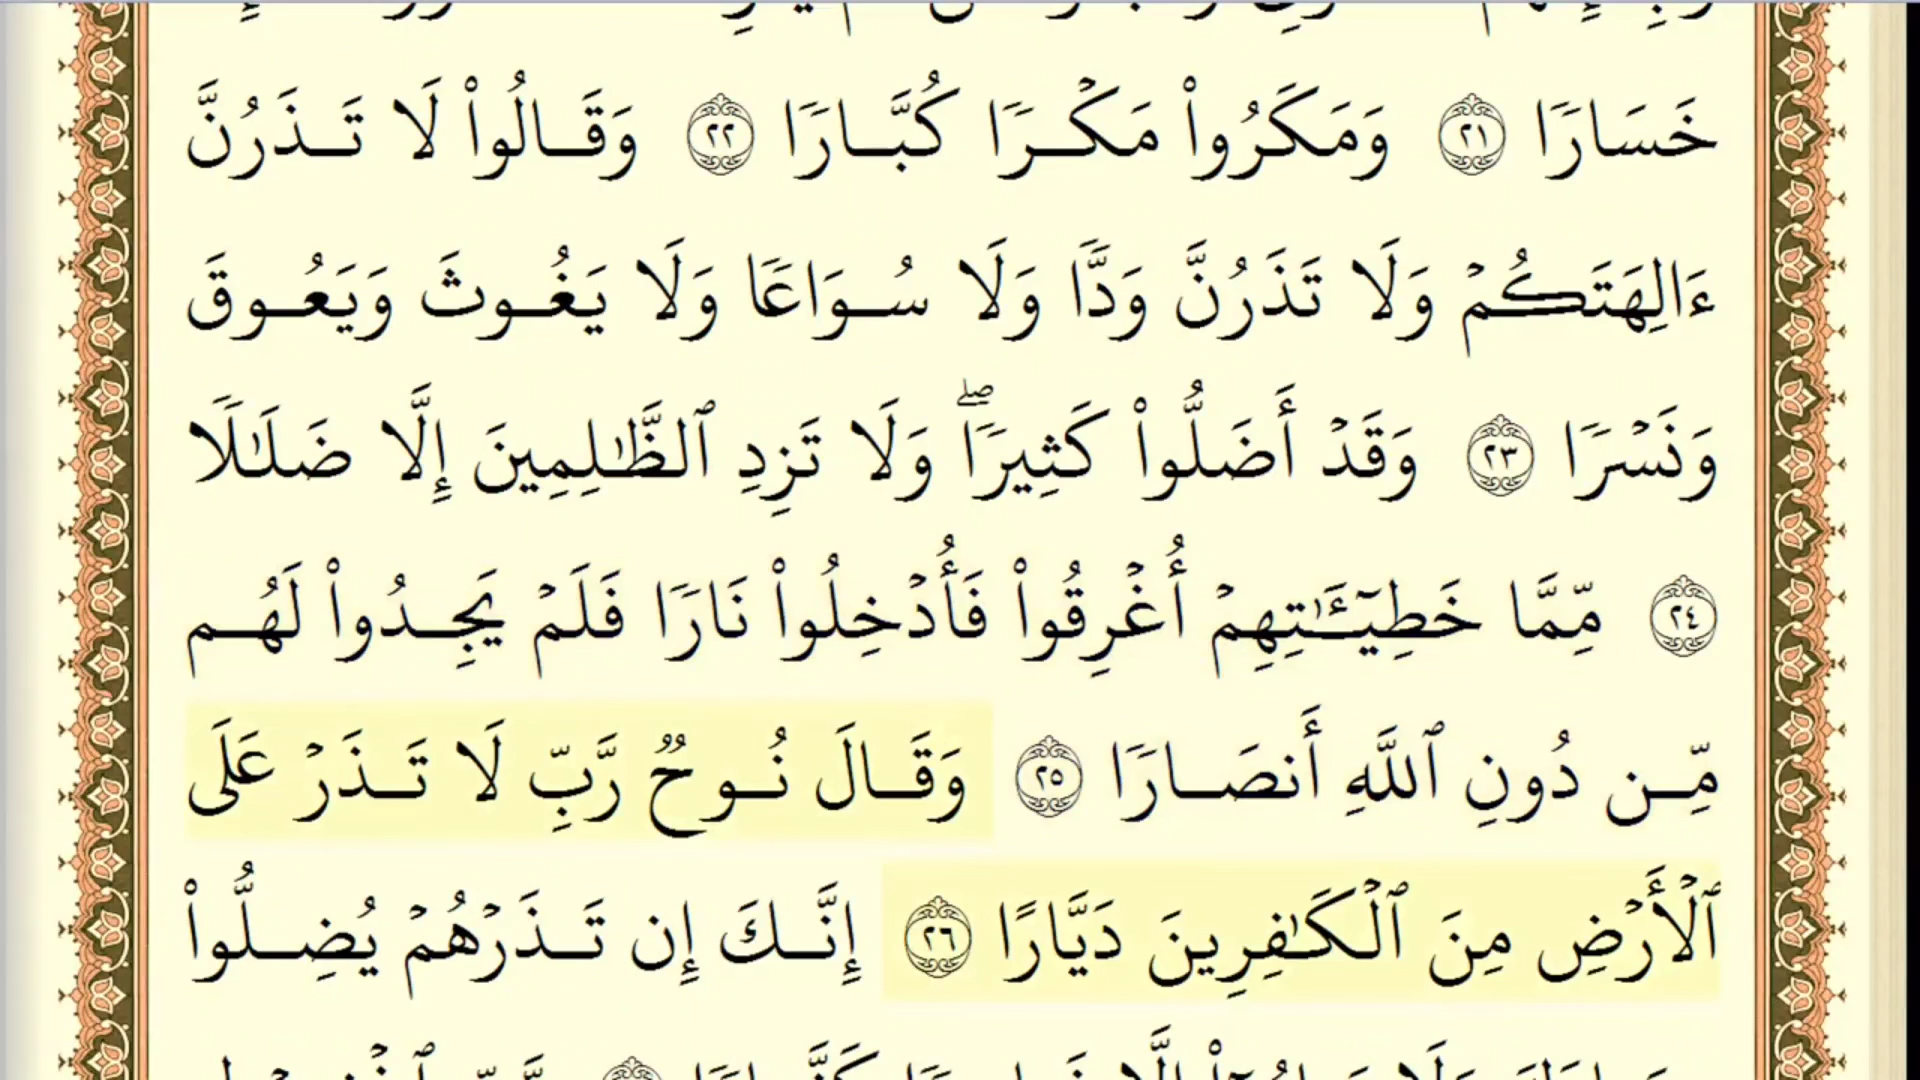 خَسَارٗا ٢١ وَمَكَرُواْ مَكۡرٗا كُبَّارٗا ٢٢ وَقَالُواْ لَا تَذَرُنَّ
ءَالِهَتَكُمۡ وَلَا تَذَرُنَّ وَدّٗا وَلَا سُوَاعٗا وَلَا يَغُوثَ وَيَعُوقَ
وَنَسۡرٗا ٢٣ وَقَدۡ أَضَلُّواْ كَثِيرٗاۖ وَلَا تَزِدِ ٱلظَّٰلِمِينَ إِلَّا ضَلَٰلٗا
٢٤ مِّمَّا خَطِيٓـَٰٔتِهِمۡ أُغۡرِقُواْ فَأُدۡخِلُواْ نَارٗا فَلَمۡ يَجِدُواْ لَهُم
مِّن دُونِ ٱللَّهِ أَنصَارٗا ٢٥ وَقَالَ نُوحٞ رَّبِّ لَا تَذَرۡ عَلَى
ٱلۡأَرۡضِ مِنَ ٱلۡكَٰفِرِينَ دَيَّارًا ٢٦ إِنَّكَ إِن تَذَرۡهُمۡ يُضِلُّواْ